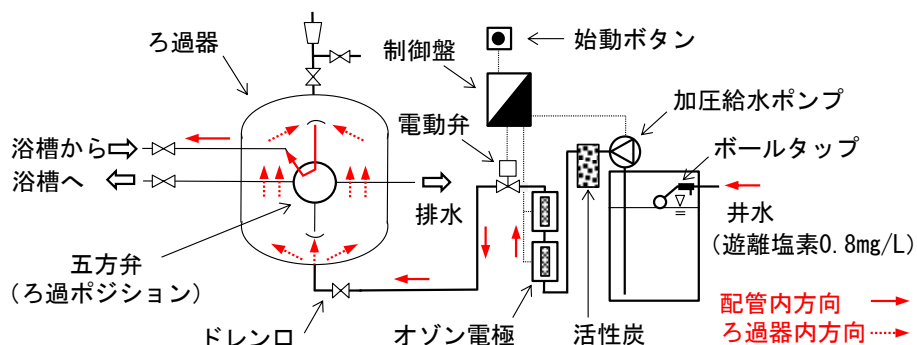 始動ボタン
制御盤
ろ過器
加圧給水ポンプ
電動弁
ボールタップ
浴槽から
浴槽へ
排水
井水
(遊離塩素0.8mg/L)
五方弁
(ろ過ポジション)
ドレン口
オゾン電極
活性炭
配管内方向
ろ過器内方向